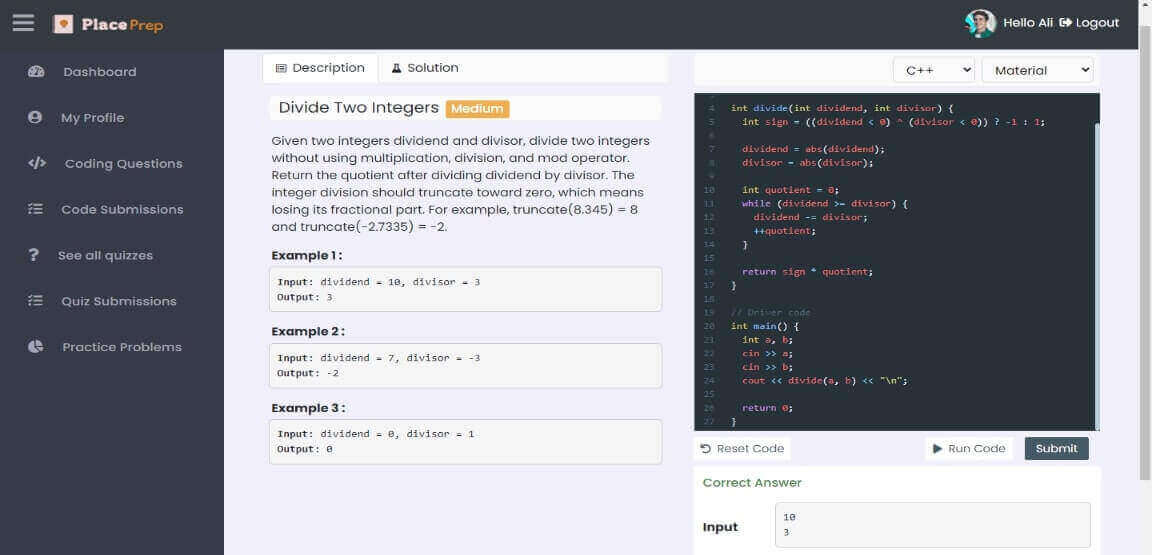 PlacePrep
Hello Ali Logout
Dashboard
My Profile
Coding Questions
Code Submissions
See all quizzes
Quiz Submissions
Practice Problems
Description Solution
Divide Two Integers Medium
Given two integers dividend and divisor, divide two integers
without using multiplication, division, and mod operator.
Return the quotient after dividing dividend by divisor. The
integer division should truncate toward zero, which means
losing its fractional part. For example, truncate(8.345) = 8
and truncate(-2.7335) = -2.
Example 1 :
Input: dividend = 10, divisor = 3
Output: 3
Example 2 :
Input: dividend = 7, divisor = -3
Output: -2
Example 3 :
Input: dividend = 0, divisor = 1
Output: 0
C++ Material
4 int divide(int dividend, int divisor) {
5 int sign = ((dividend < 0) ^ (divisor < 0)) ? -1 : 1;
6
7 dividend = abs(dividend);
8 divisor = abs(divisor);
9
10 int quotient = 0;
11 while (dividend >= divisor) {
12 dividend -= divisor;
13 ++quotient;
14 }
15
16 return sign * quotient;
17 }
18
19 // Driver code
20 int main() {
21 int a, b;
22 cin >> a;
23 cin >> b;
24 cout << divide(a, b) << "\n";
25
26 return 0;
27 }
Reset Code Run Code Submit
Correct Answer
Input
10
3